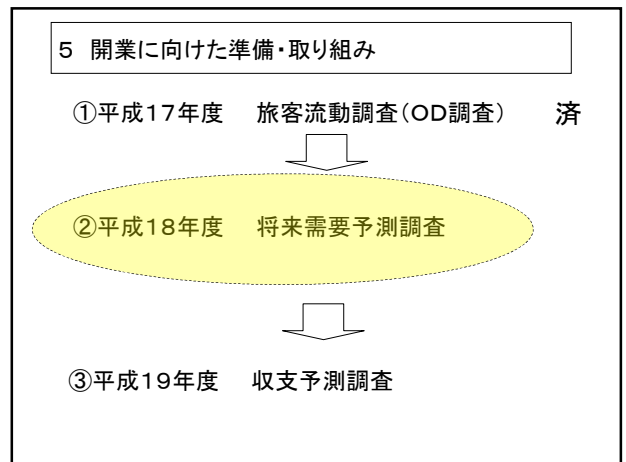 ５ 開業に向けた準備・取り組み
①平成１７年度 旅客流動調査（ＯＤ調査） 済
②平成１８年度 将来需要予測調査
③平成１９年度 収支予測調査